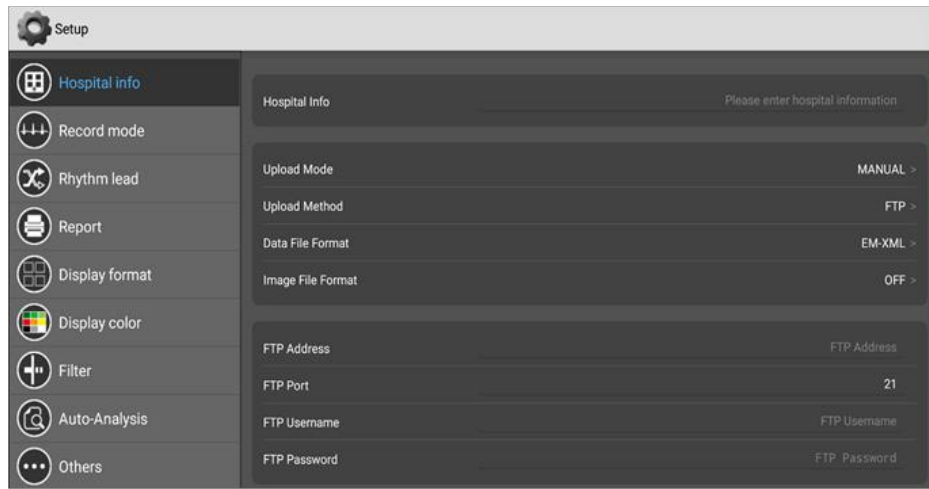 Setup
Hospital info
Record mode
Rhythm lead
Report
Display format
Display color
Filter
Auto-Analysis
Others
Hospital Info Please enter hospital information
Upload Mode MANUAL >
Upload Method FTP >
Data File Format EM-XML >
Image File Format OFF >
FTP Address FTP Address
FTP Port 21
FTP Username FTP Username
FTP Password FTP Password